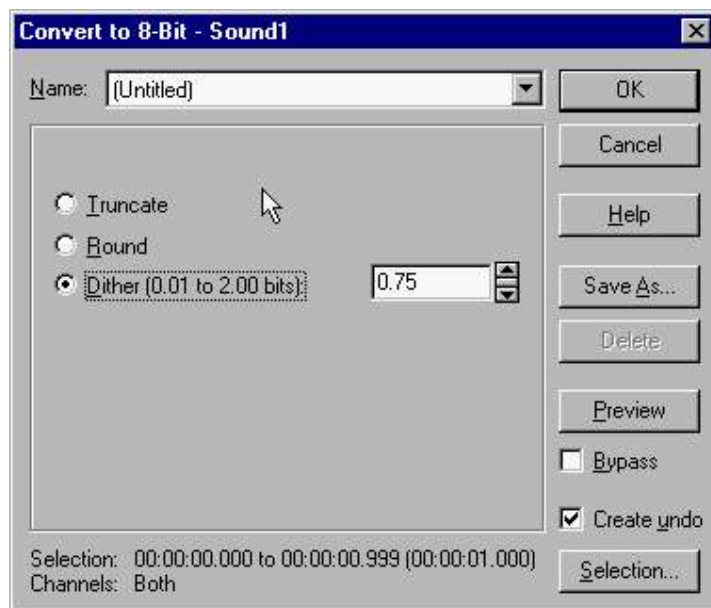 Convert to 8-Bit - Sound1
Name: (Untitled)
OK
Cancel
Truncate
Help
Round
Dither (0.01 to 2.00 bits): 0.75
Save As...
Delete
Preview
Bypass
Create undo
Selection: 00:00:00.000 to 00:00:00.999 (00:00:01.000)
Channels: Both
Selection...